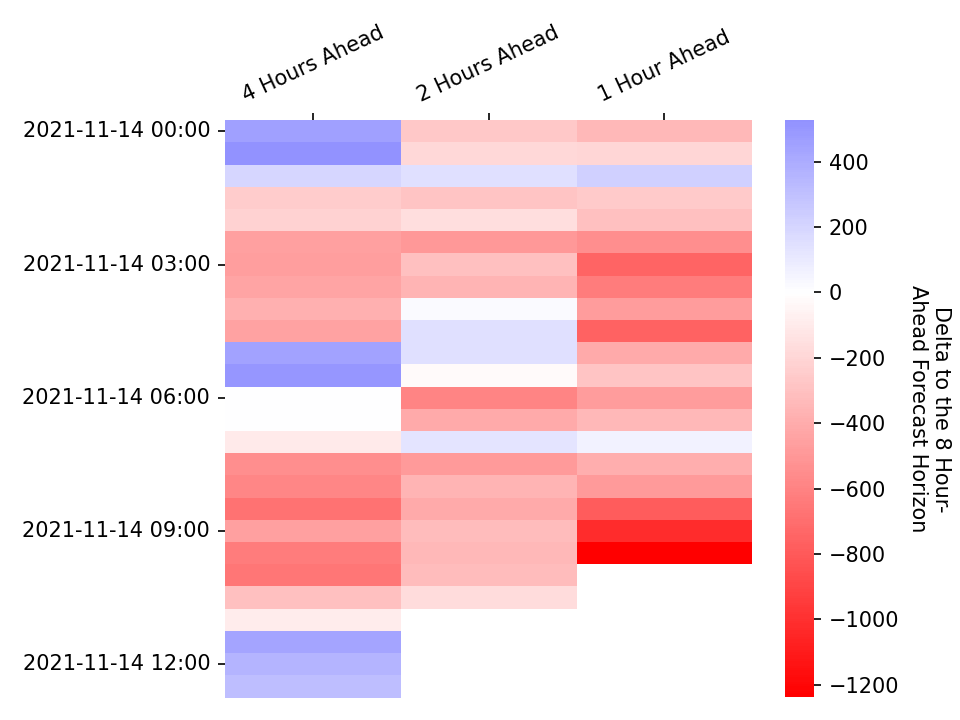 4 Hours Ahead
2 Hours Ahead
1 Hour Ahead
2021-11-14 00:00
2021-11-14 03:00
2021-11-14 06:00
2021-11-14 09:00
2021-11-14 12:00
400
200
0
−200
−400
−600
−800
−1000
−1200
Delta to the 8 Hour-
Ahead Forecast Horizon